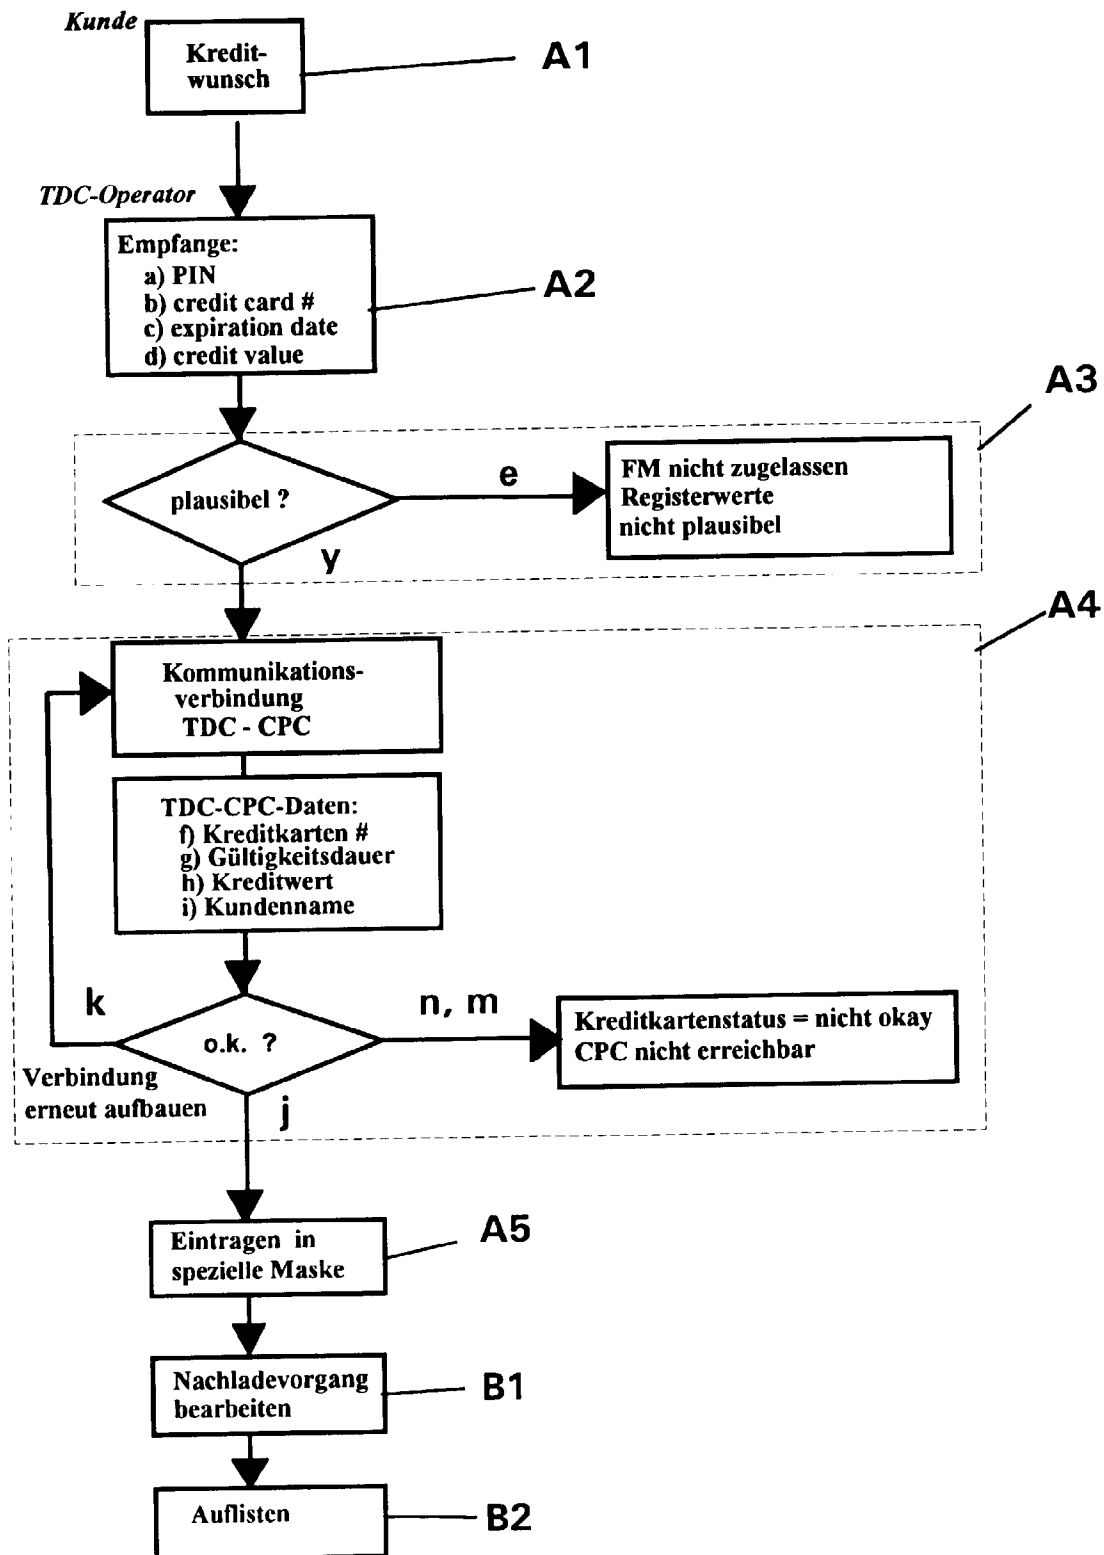 Kunde
Kredit-
wunsch
A1
TDC-Operator
Empfange:
a) PIN
b) credit card #
c) expiration date
d) credit value
A2
A3
plausibel ?
e
FM nicht zugelassen
Registerwerte
nicht plausibel
y
A4
Kommunikations-
verbindung
TDC - CPC
TDC-CPC-Daten:
f) Kreditkarten #
g) Gültigkeitsdauer
h) Kreditwert
i) Kundenname
k
o.k. ?
n, m
Kreditkartenstatus = nicht okay
CPC nicht erreichbar
Verbindung
erneut aufbauen
j
Eintragen in
spezielle Maske
A5
Nachladevorgang
bearbeiten
B1
Auflisten
B2